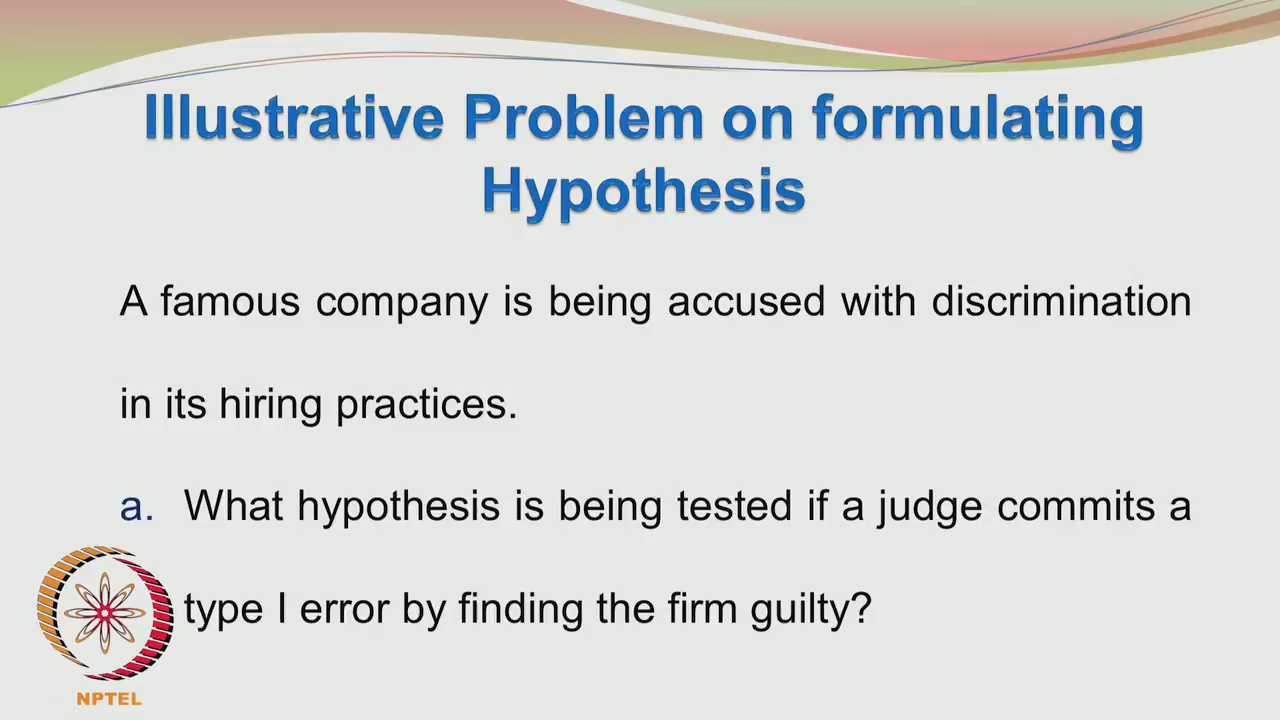 Illustrative Problem on formulating
Hypothesis
A famous company is being accused with discrimination
in its hiring practices.
a. What hypothesis is being tested if a judge commits a
type I error by finding the firm guilty?
NPTEL